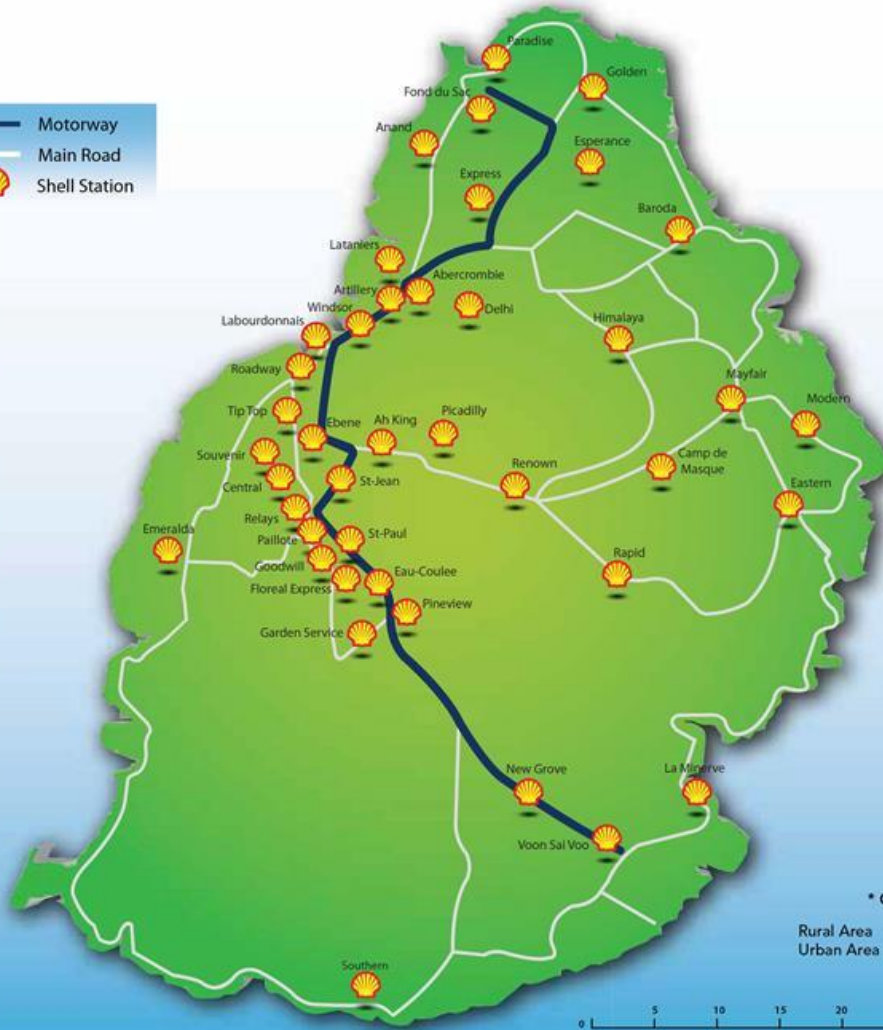 Paradise
Golden
Fond du Sac
Motorway
Anand
Main Road
Esperance
Shell Station
Express
Baroda
Lataniers
Abercrombie
Artillery
Windsor
Delhi
Labourdonnais
Himalaya
Roadway
Mayfair
Tip Top
Modern
Ebene
Ah King
Picadilly
Souvenir
Camp de
Masque
Renown
Central
St-Jean
Eastern
Relays
Emeralda
Paillote
St-Paul
Rapid
Goodwill
Eau-Coulee
Floreal Express
Pineview
Garden Service
New Grove
La Minerve
Voon Sai Voo
*
Rural Area
Urban Area
Southern
0 5 10 15 20